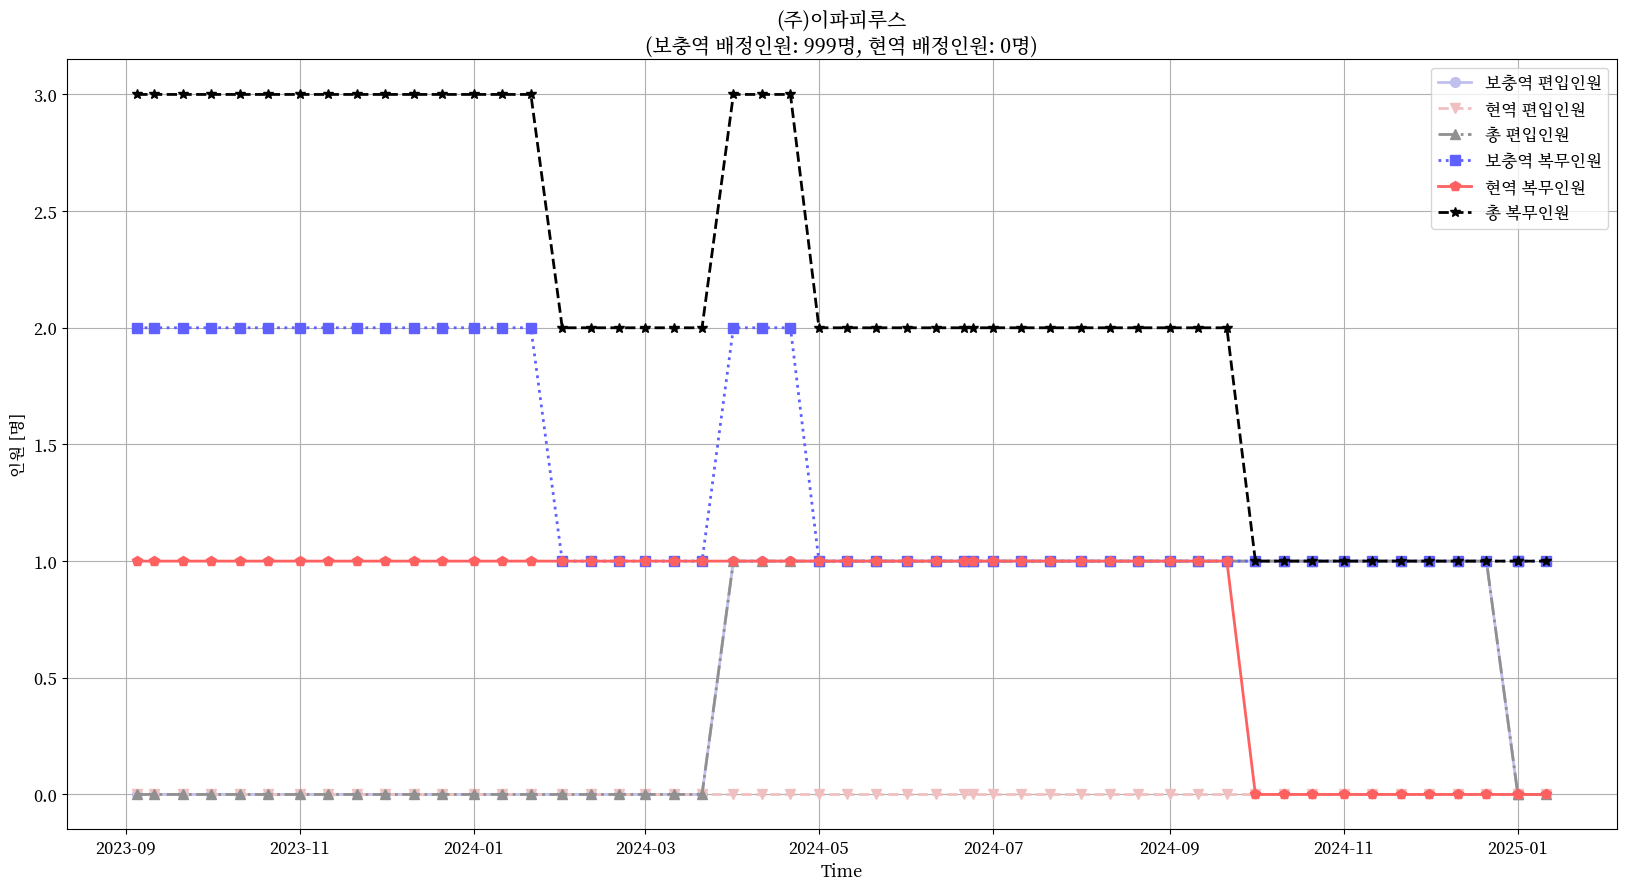 (주)이파피루스
(보충역 배정인원: 999명, 현역 배정인원: 0명)
보충역 편입인원
현역 편입인원
총 편입인원
보충역 복무인원
현역 복무인원
총 복무인원
인원 [명]
3.0
2.5
2.0
1.5
1.0
0.5
0.0
2023-09 2023-11 2024-01 2024-03 2024-05 2024-07 2024-09 2024-11 2025-01
Time